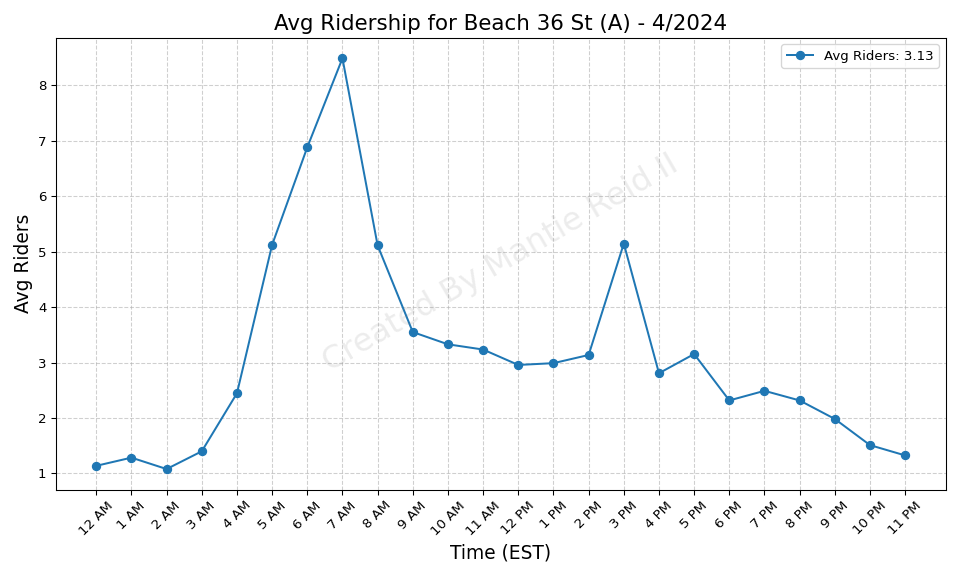 Avg Ridership for Beach 36 St (A) - 4/2024
Avg Riders: 3.13
Avg Riders
8
7
6
5
4
3
2
1
Created By Mantie Reid II
12 AM
1 AM
2 AM
3 AM
4 AM
5 AM
6 AM
7 AM
8 AM
9 AM
10 AM
11 AM
12 PM
1 PM
2 PM
3 PM
4 PM
5 PM
6 PM
7 PM
8 PM
9 PM
10 PM
11 PM
Time (EST)